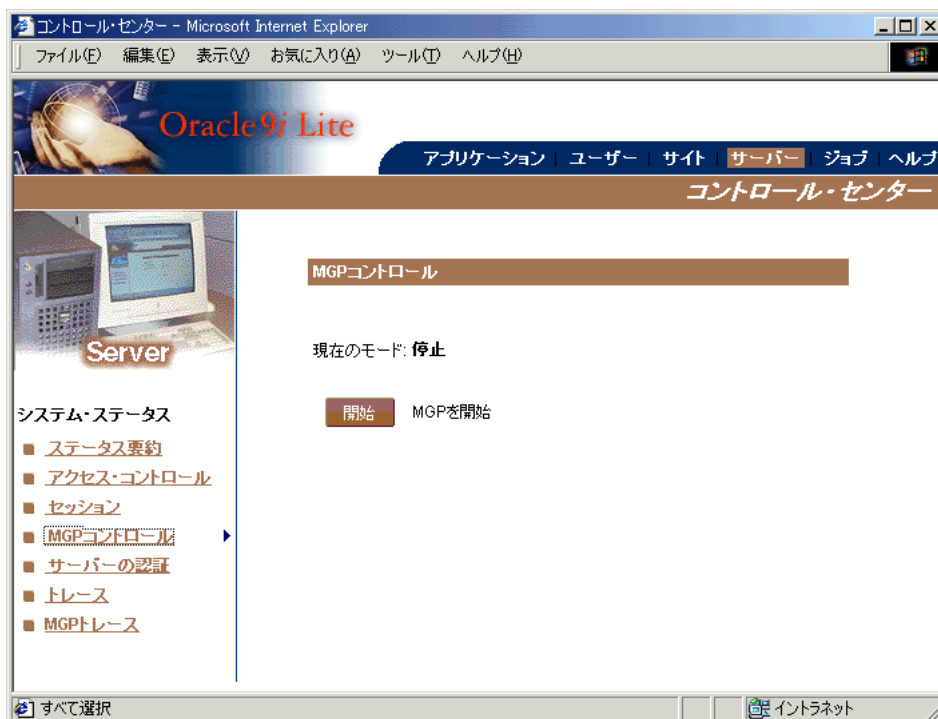 コントロール・センター - Microsoft Internet Explorer
ファイル(F) 編集(E) 表示(V) お気に入り(A) ツール(T) ヘルプ(H)
Oracle9i Lite
アプリケーション ユーザー サイト サーバー ジョブ ヘルプ
コントロール・センター
Server
システム・ステータス
ステータス要約
アクセス・コントロール
セッション
MGPコントロール
サーバーの認証
トレース
MGPトレース
MGPコントロール
現在のモード: 停止
開始 MGPを開始
すべて選択 イントラネット